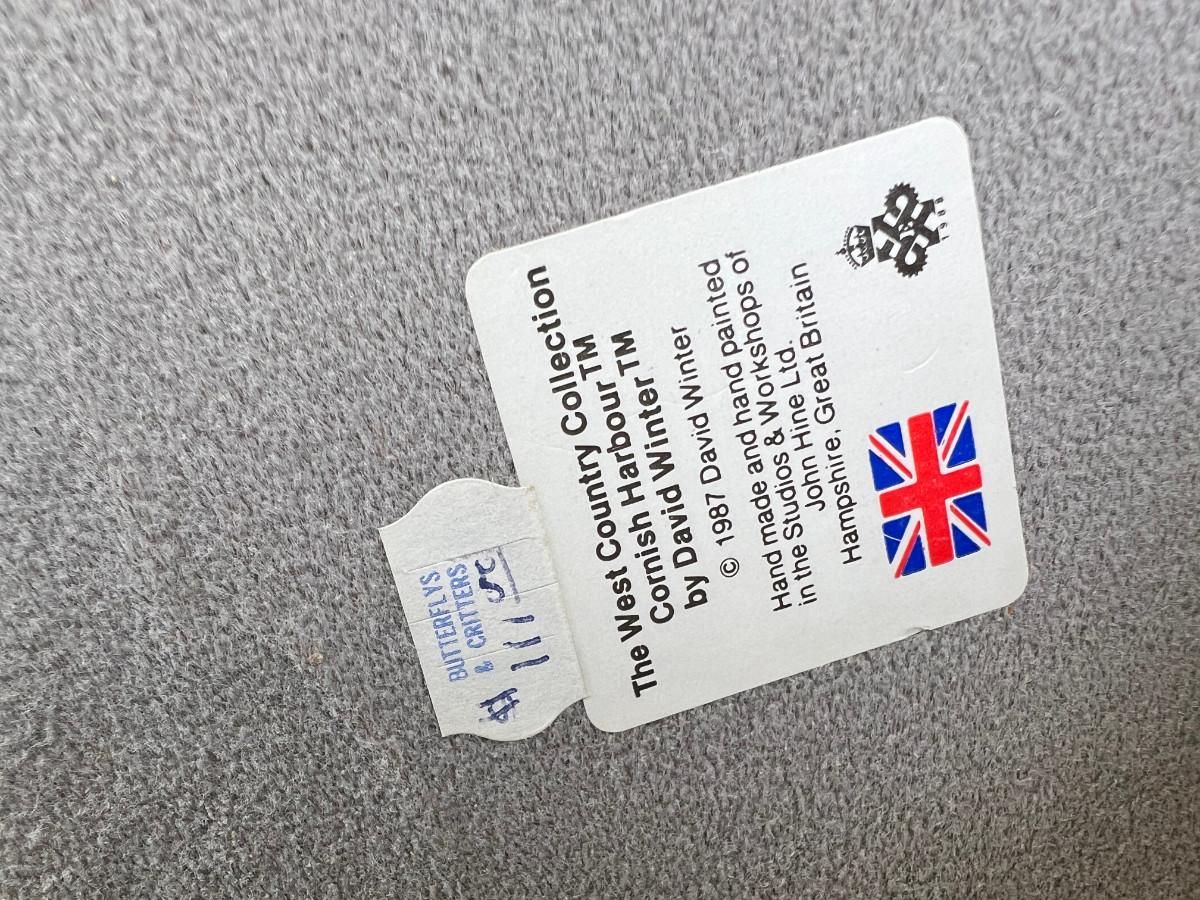 BUTTERFLYS
& CRITTERS
The West Country Collection
Cornish Harbour TM
by David Winter TM
© 1987 David Winter
Hand made and hand painted
in the Studios & Workshops of
John Hine Ltd.
Hampshire, Great Britain